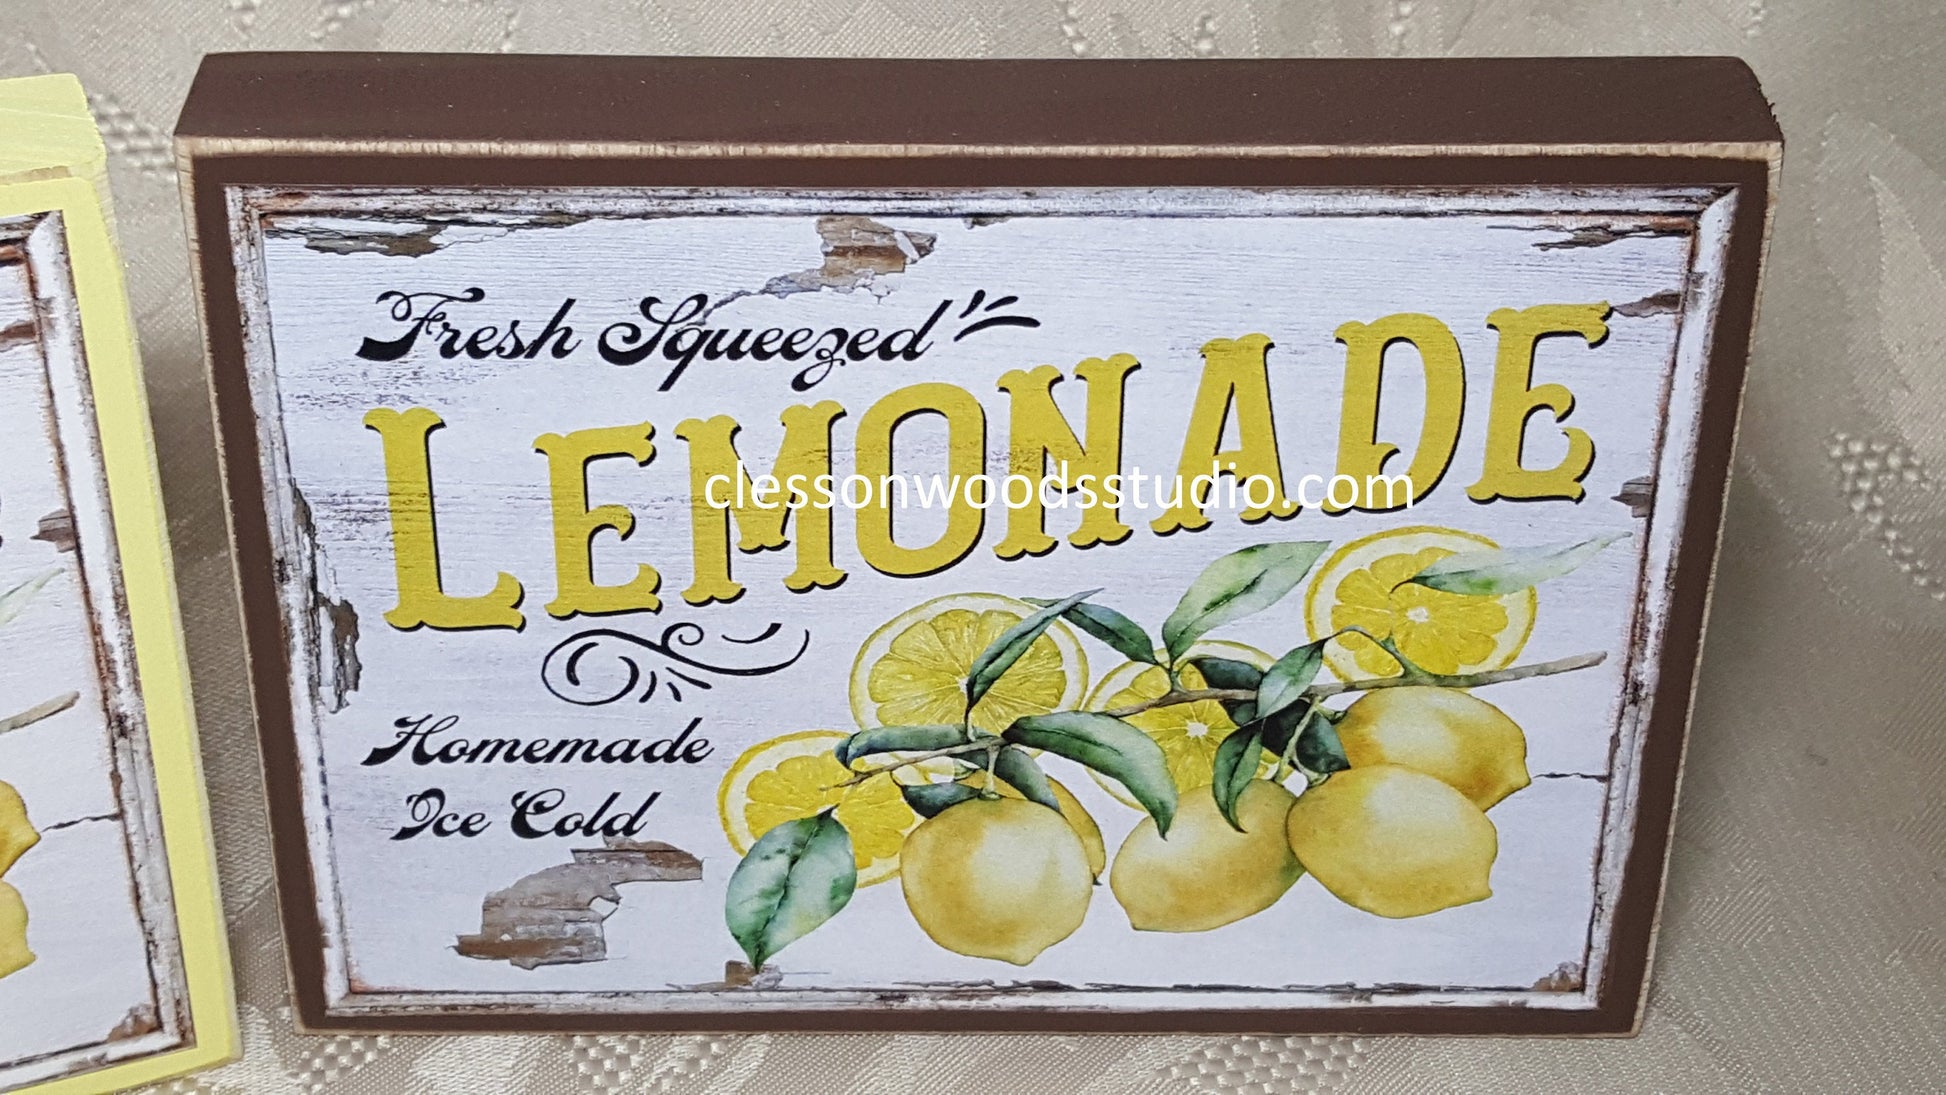 Fresh Squeezed
LEMONADE
clessonwoodsstudio.com
Homemade
Ice Cold